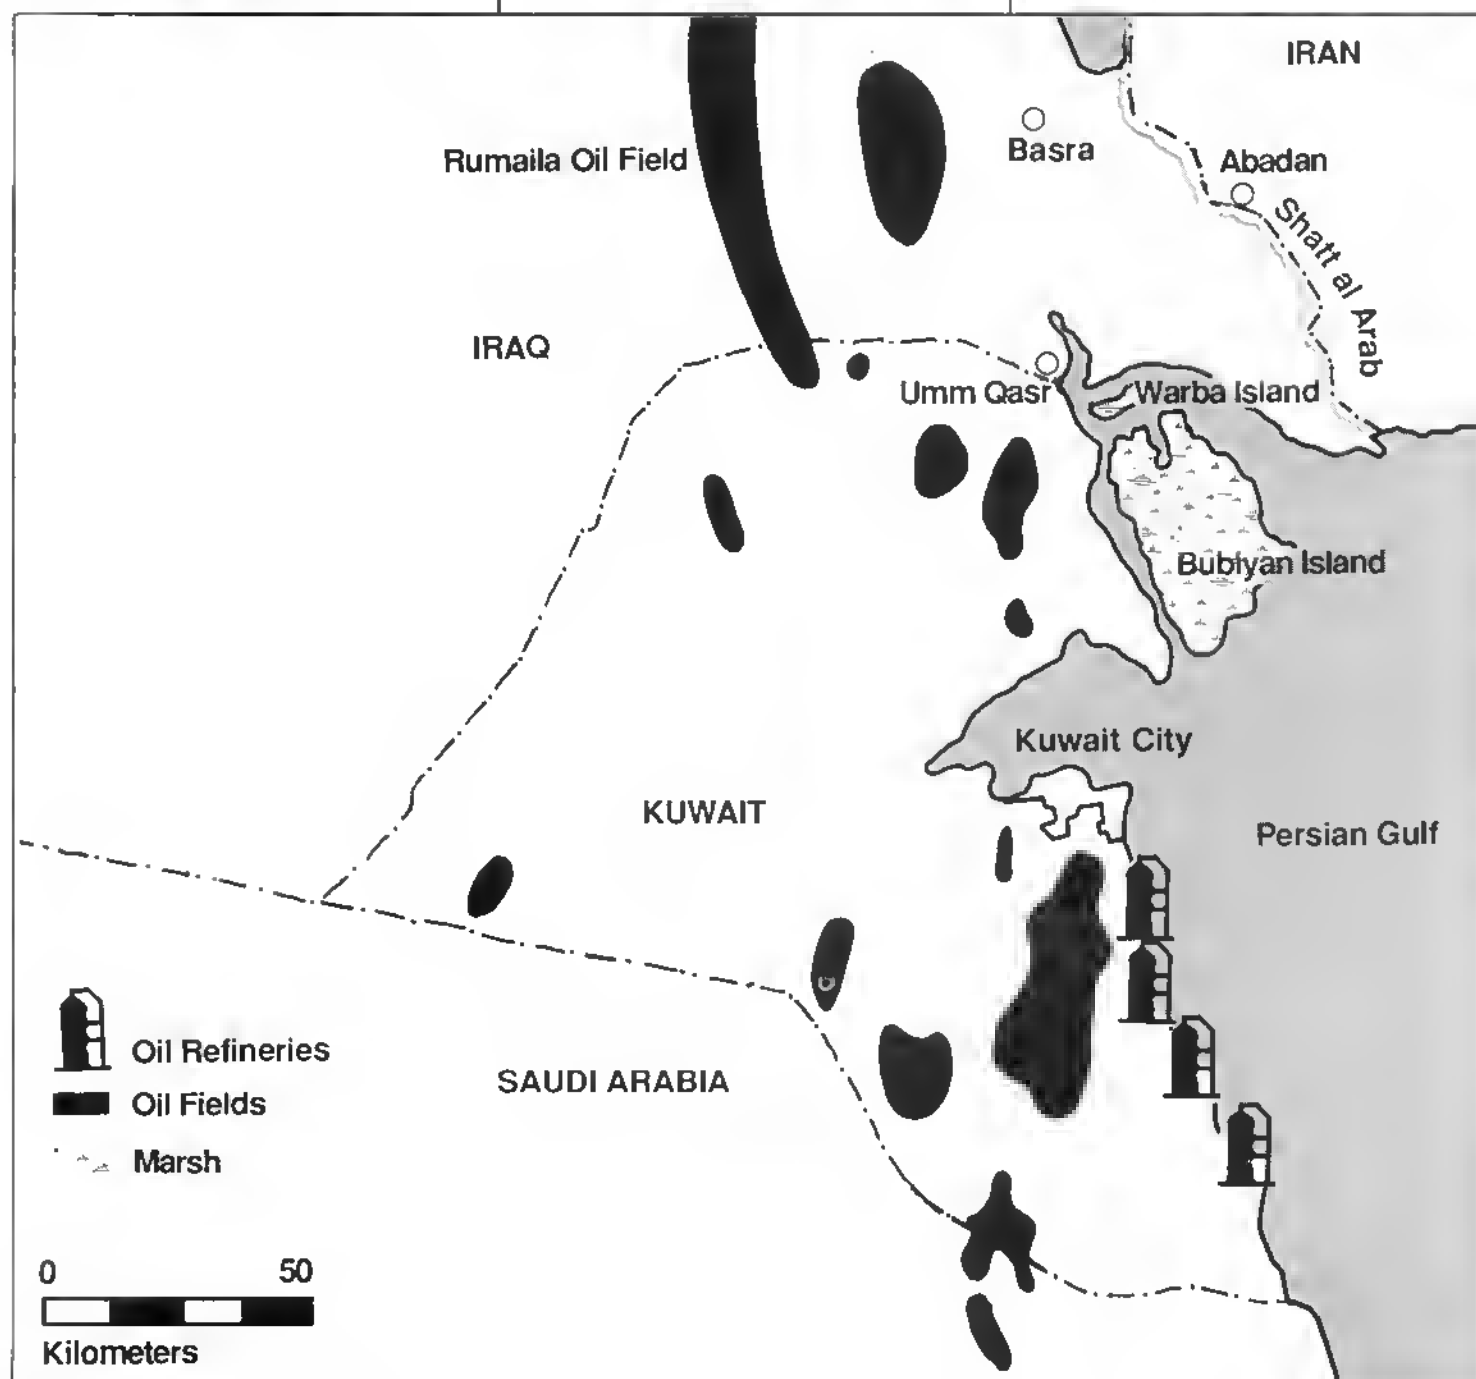 IRAN
Basra
Rumaila Oil Field
Abadan
Shatt al Arab
IRAQ
Umm Qasr
Warba Island
Bubiyan Island
Kuwait City
KUWAIT
Persian Gulf
Oil Refineries
SAUDI ARABIA
Oil Fields
Marsh
0 50
Kilometers